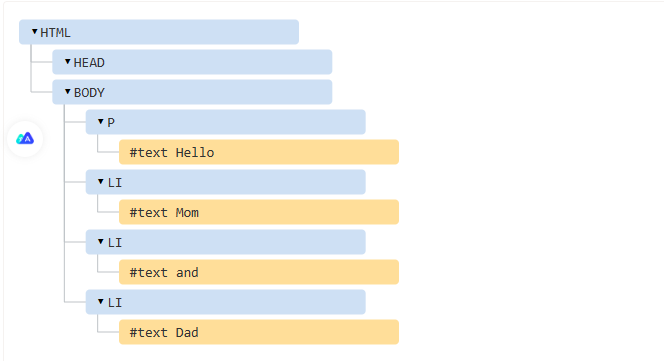 HTML
HEAD
BODY
P
#text Hello
LI
#text Mom
LI
#text and
LI
#text Dad